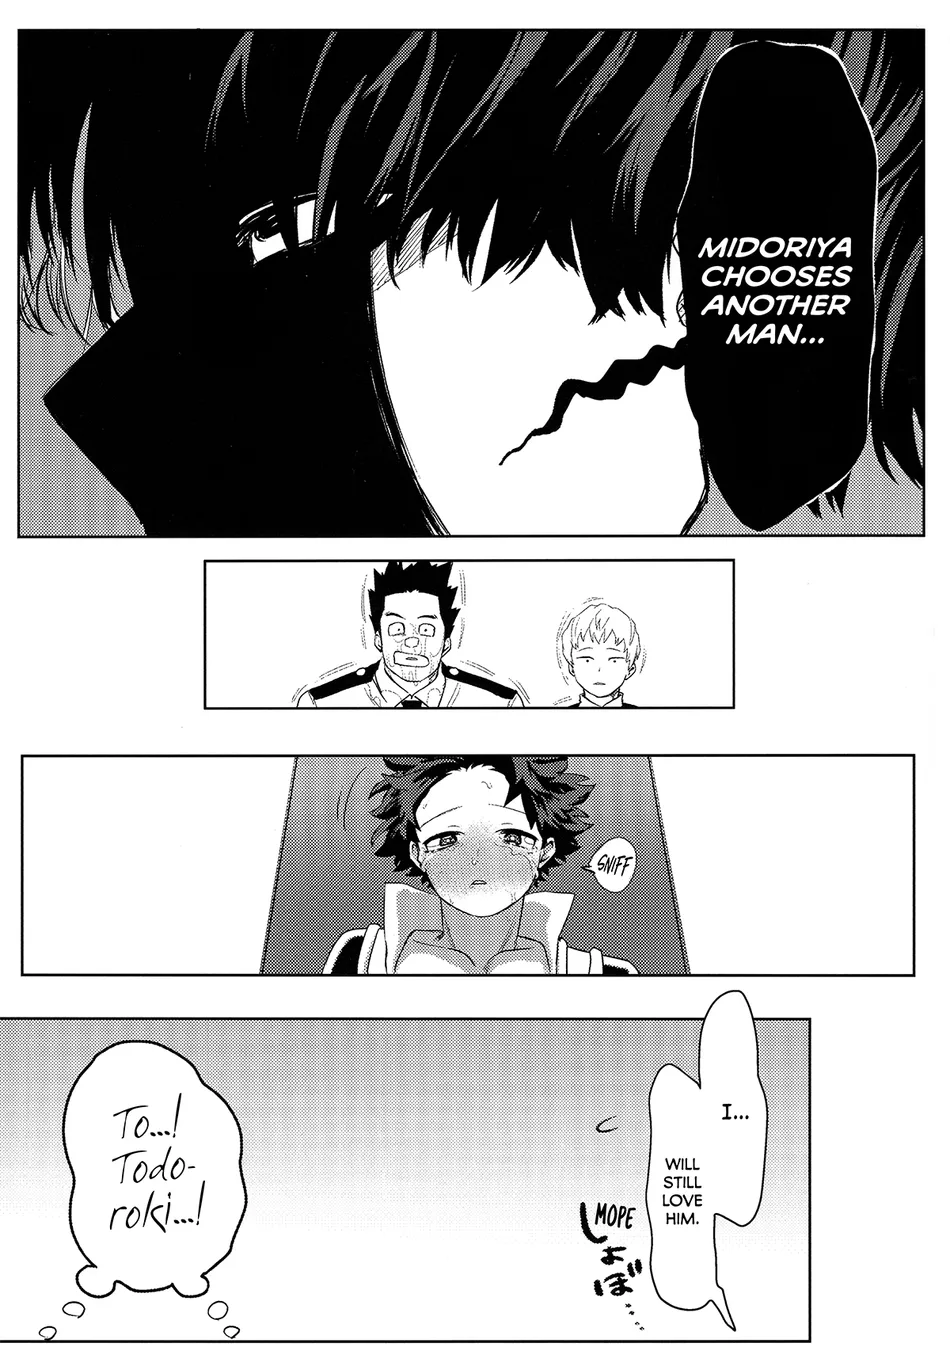 MIDORIYA
CHOOSES
ANOTHER
MAN...
SNIFF
I...
WILL
STILL
LOVE
HIM.
MOPE
しょぼ…
To...!
Todo-
roki...!